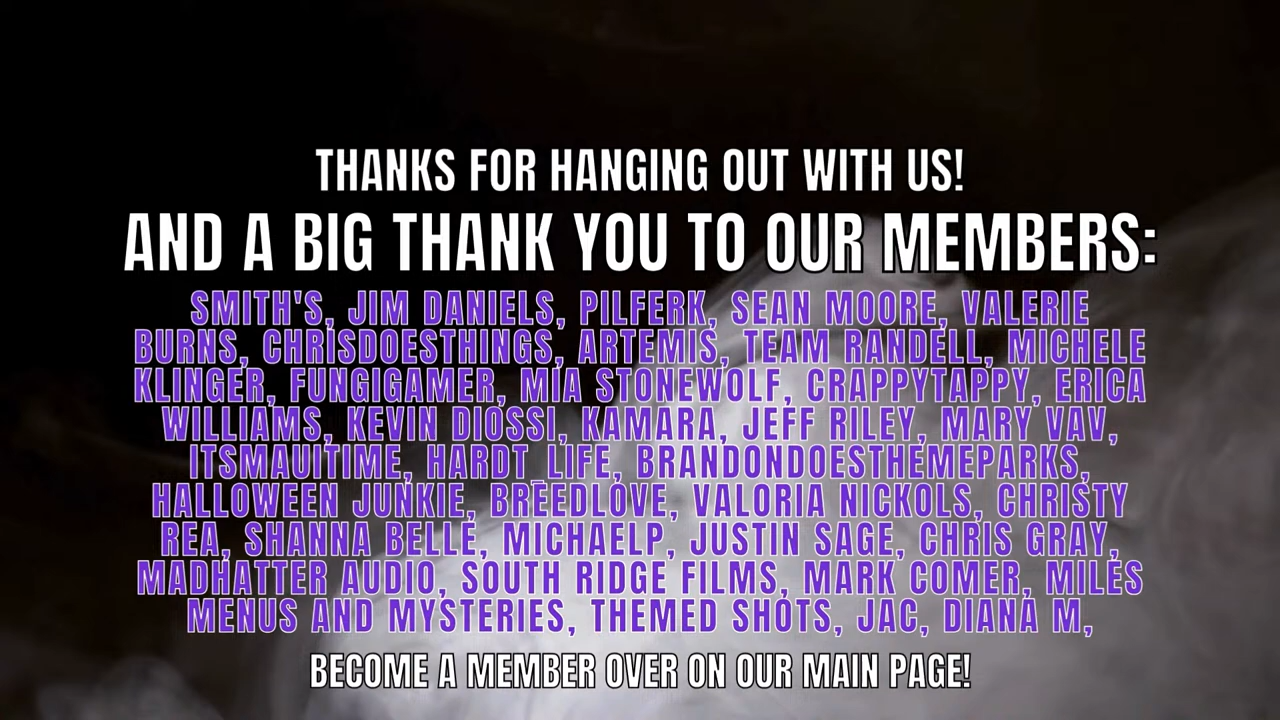 THANKS FOR HANGING OUT WITH US!
AND A BIG THANK YOU TO OUR MEMBERS:
SMITH'S, JIM DANIELS, PILFERK, SEAN MOORE, VALERIE
BURNS, CHRISDOESTHINGS, ARTEMIS, TEAM RANDELL, MICHELE
KLINGER, FUNGIGAMER, MIA STONEWOLF, CRAPPYTAPPY, ERICA
WILLIAMS, KEVIN DIOSSI, KAMARA, JEFF RILEY, MARY VAV,
ITSMAUITIME, HARDT_LIFE, BRANDONDOESTHEMEPARKS,
HALLOWEEN JUNKIE, BREEDLOVE, VALORIA NICKOLS, CHRISTY
REA, SHANNA BELLE, MICHAELP, JUSTIN SAGE, CHRIS GRAY,
MADHATTER AUDIO, SOUTH RIDGE FILMS, MARK COMER, MILES
MENUS AND MYSTERIES, THEMED SHOTS, JAC, DIANA M,
BECOME A MEMBER OVER ON OUR MAIN PAGE!